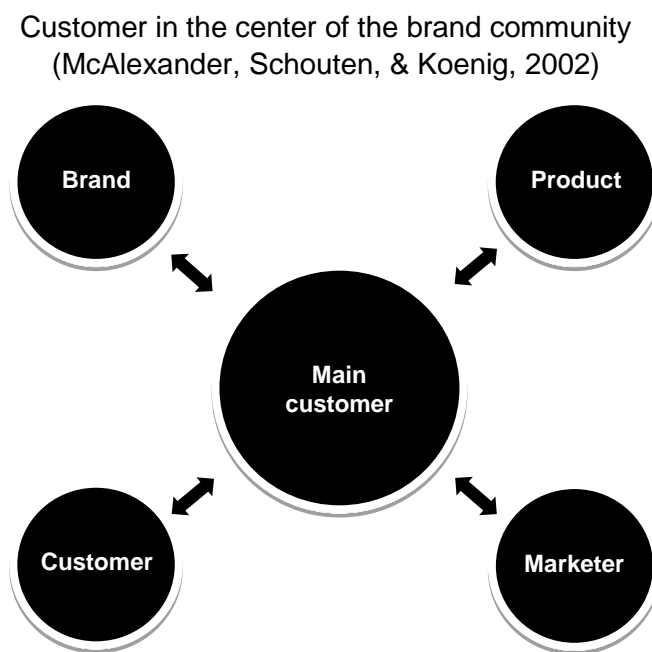 Customer in the center of the brand community
(McAlexander, Schouten, & Koenig, 2002)
Brand
Product
Main
customer
Customer
Marketer